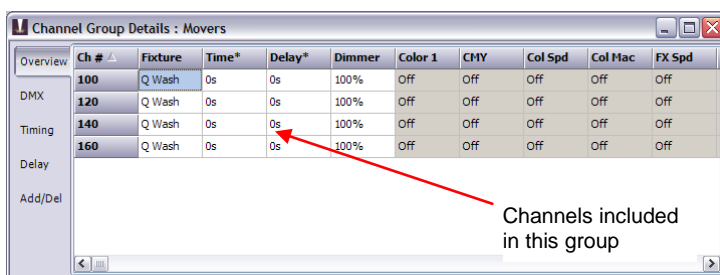 Channel Group Details : Movers
Overview
DMX
Timing
Delay
Add/Del
Ch # Fixture Time* Delay* Dimmer Color 1 CMY Col Spd Col Mac FX Spd
100 Q Wash 0s 0s 100% Off Off Off Off Off
120 Q Wash 0s 0s 100% Off Off Off Off Off
140 Q Wash 0s 0s 100% Off Off Off Off Off
160 Q Wash 0s 0s 100% Off Off Off Off Off
Channels included
in this group